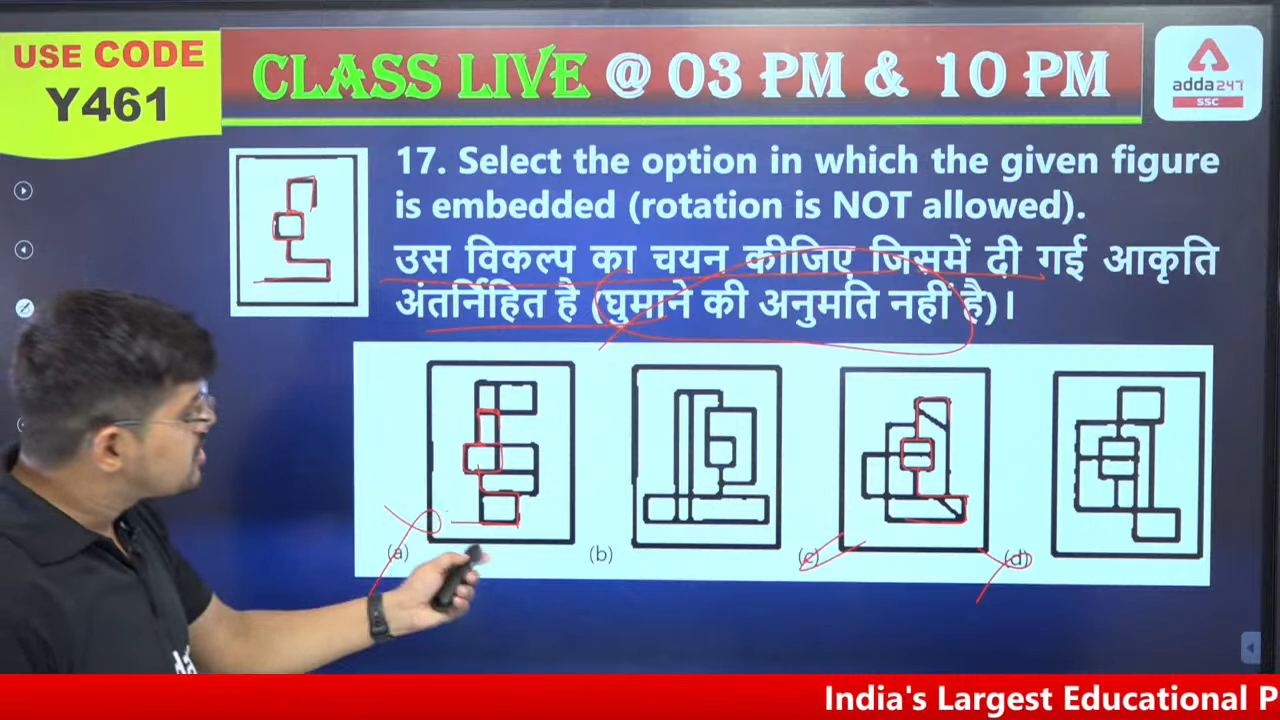 USE CODE
Y461
CLASS LIVE @ 03 PM & 10 PM
adda247
SSC
17. Select the option in which the given figure
is embedded (rotation is NOT allowed).
उस विकल्प का चयन कीजिए जिसमें दी गई आकृति
अंतर्निहित है (घुमाने की अनुमति नहीं है)।
(a)
(b)
(c)
(d)
India's Largest Educational P